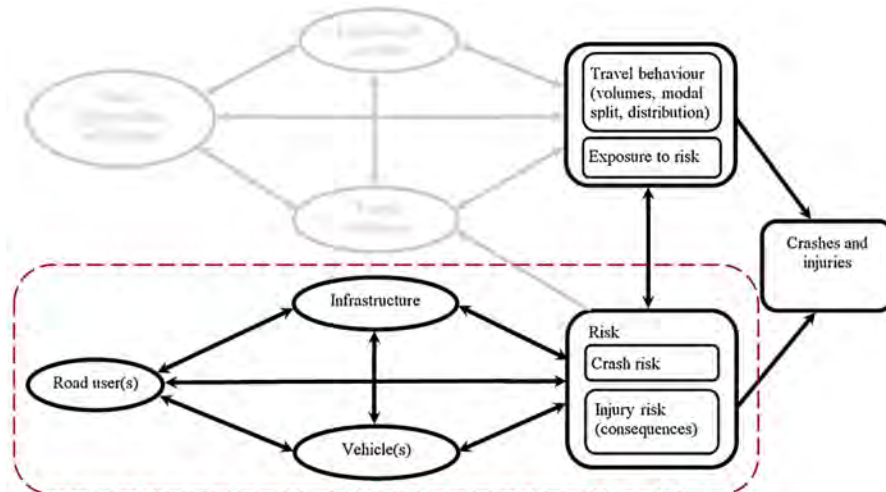 Travel behaviour
(volumes, modal
split, distribution)
Exposure to risk
Crashes and
injuries
Infrastructure
Risk
Crash risk
Road user(s)
Injury risk
(consequences)
Vehicle(s)